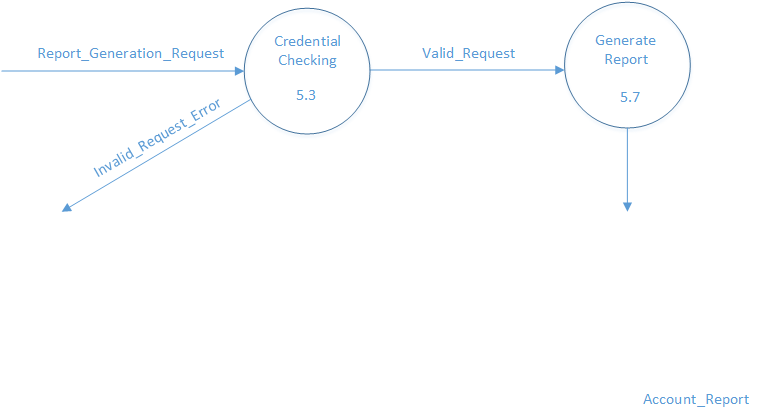 Report_Generation_Request
Credential
Checking
5.3
Valid_Request
Generate
Report
5.7
Invalid_Request_Error
Account_Report